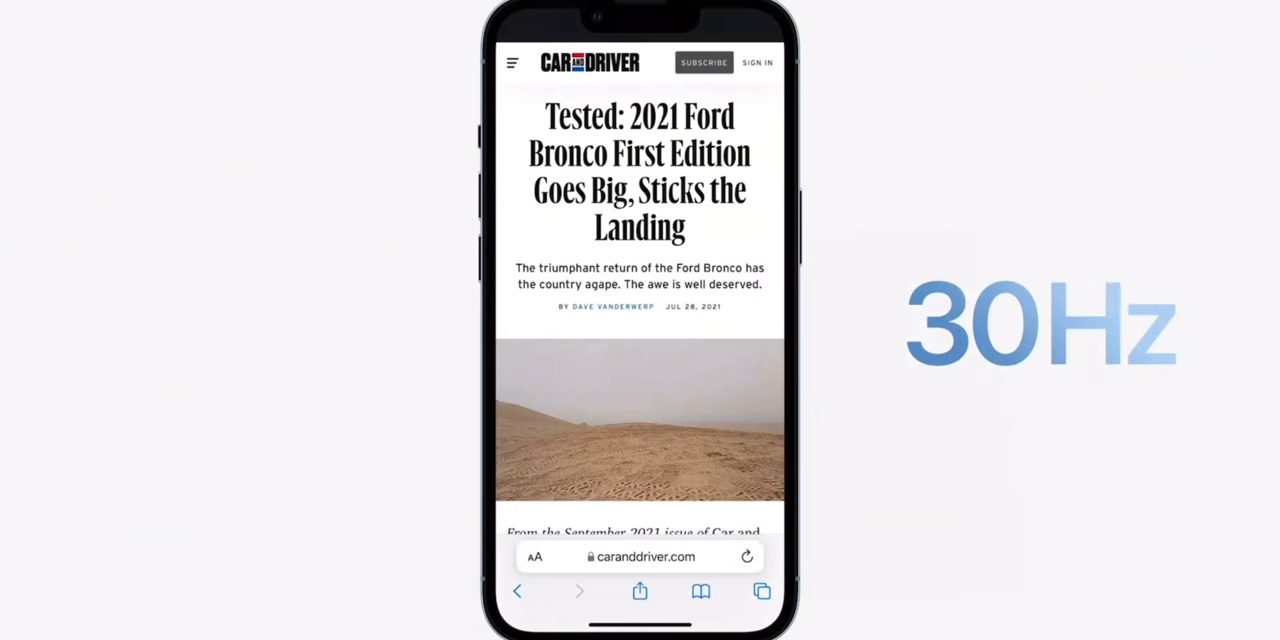 CAR AND DRIVER
SUBSCRIBE
SIGN IN
Tested: 2021 Ford
Bronco First Edition
Goes Big, Sticks the
Landing
The triumphant return of the Ford Bronco has
the country agape. The awe is well deserved.
BY DAVE VANDERWERP JUL 28, 2021
30Hz
From the September 2021 issue of Car and
AA
caranddriver.com